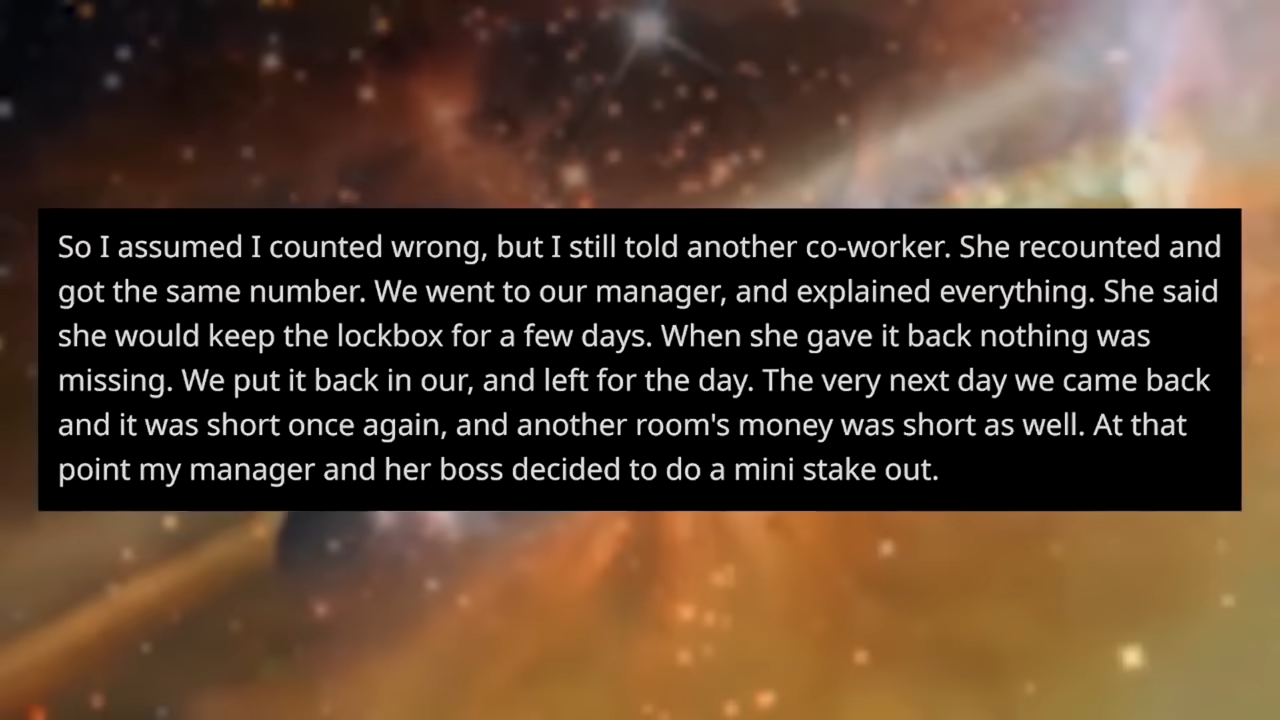 So I assumed I counted wrong, but I still told another co-worker. She recounted and
got the same number. We went to our manager, and explained everything. She said
she would keep the lockbox for a few days. When she gave it back nothing was
missing. We put it back in our, and left for the day. The very next day we came back
and it was short once again, and another room's money was short as well. At that
point my manager and her boss decided to do a mini stake out.